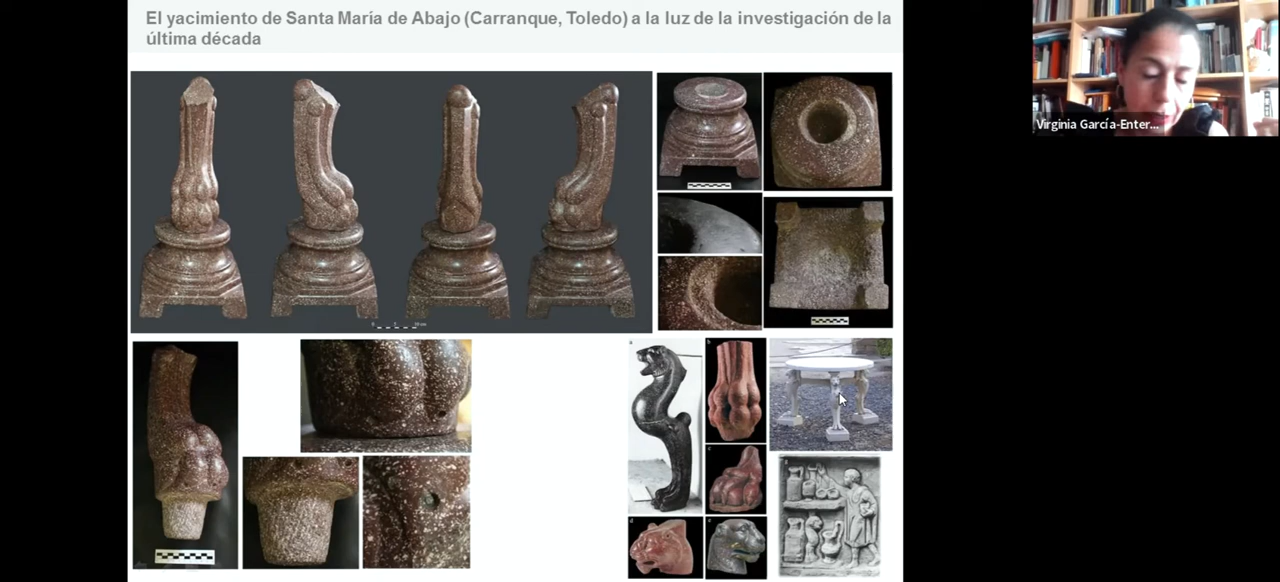 El yacimiento de Santa María de Abajo (Carranque, Toledo) a la luz de la investigación de la
última década
Virginia García-Enter...
a
b
c
d
e